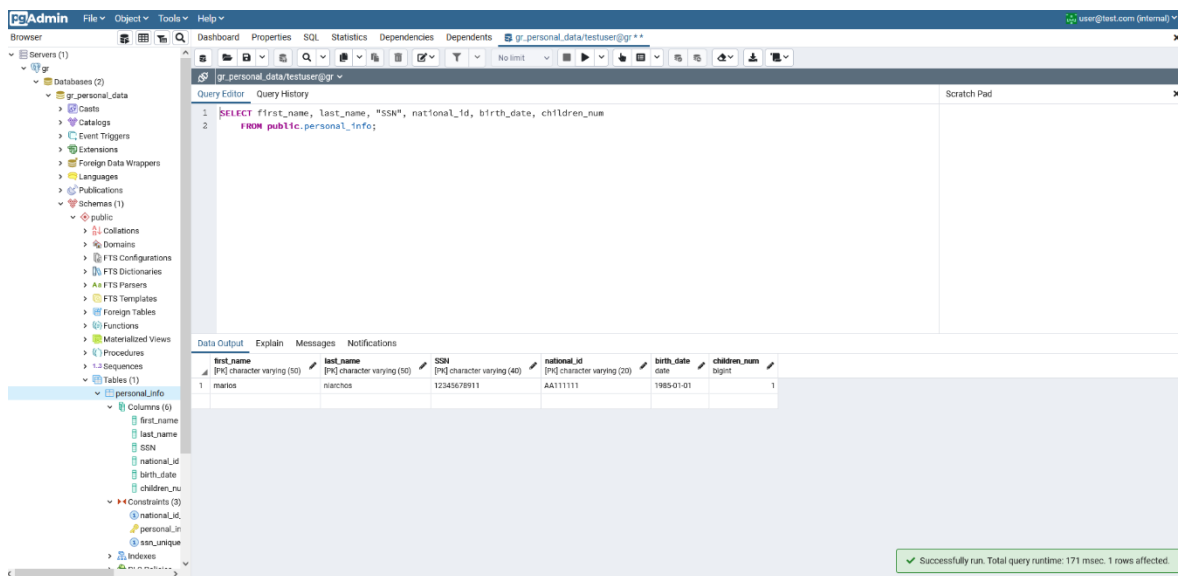 pgAdmin File Object Tools Help user@test.com (internal)
Browser Dashboard Properties SQL Statistics Dependencies Dependents gr_personal_data/testuser@gr **
No limit
gr_personal_data/testuser@gr
Query Editor Query History Scratch Pad
1 SELECT first_name, last_name, "SSN", national_id, birth_date, children_num
2 FROM public.personal_info;
Servers (1)
gr
Databases (2)
gr_personal_data
Casts
Catalogs
Event Triggers
Extensions
Foreign Data Wrappers
Languages
Publications
Schemas (1)
public
Collations
Domains
FTS Configurations
FTS Dictionaries
FTS Parsers
FTS Templates
Foreign Tables
Functions
Materialized Views
Procedures
1..3 Sequences
Tables (1)
personal_info
Columns (6)
first_name
last_name
SSN
national_id
birth_date
children_nu
Constraints (3)
national_id_
personal_in
ssn_unique
Indexes
Data Output Explain Messages Notifications
first_name last_name SSN national_id birth_date children_num
[PK] character varying (50) [PK] character varying (50) [PK] character varying (40) [PK] character varying (20) date bigint
1 marios niarchos 12345678911 AA111111 1985-01-01 1
Successfully run. Total query runtime: 171 msec. 1 rows affected.